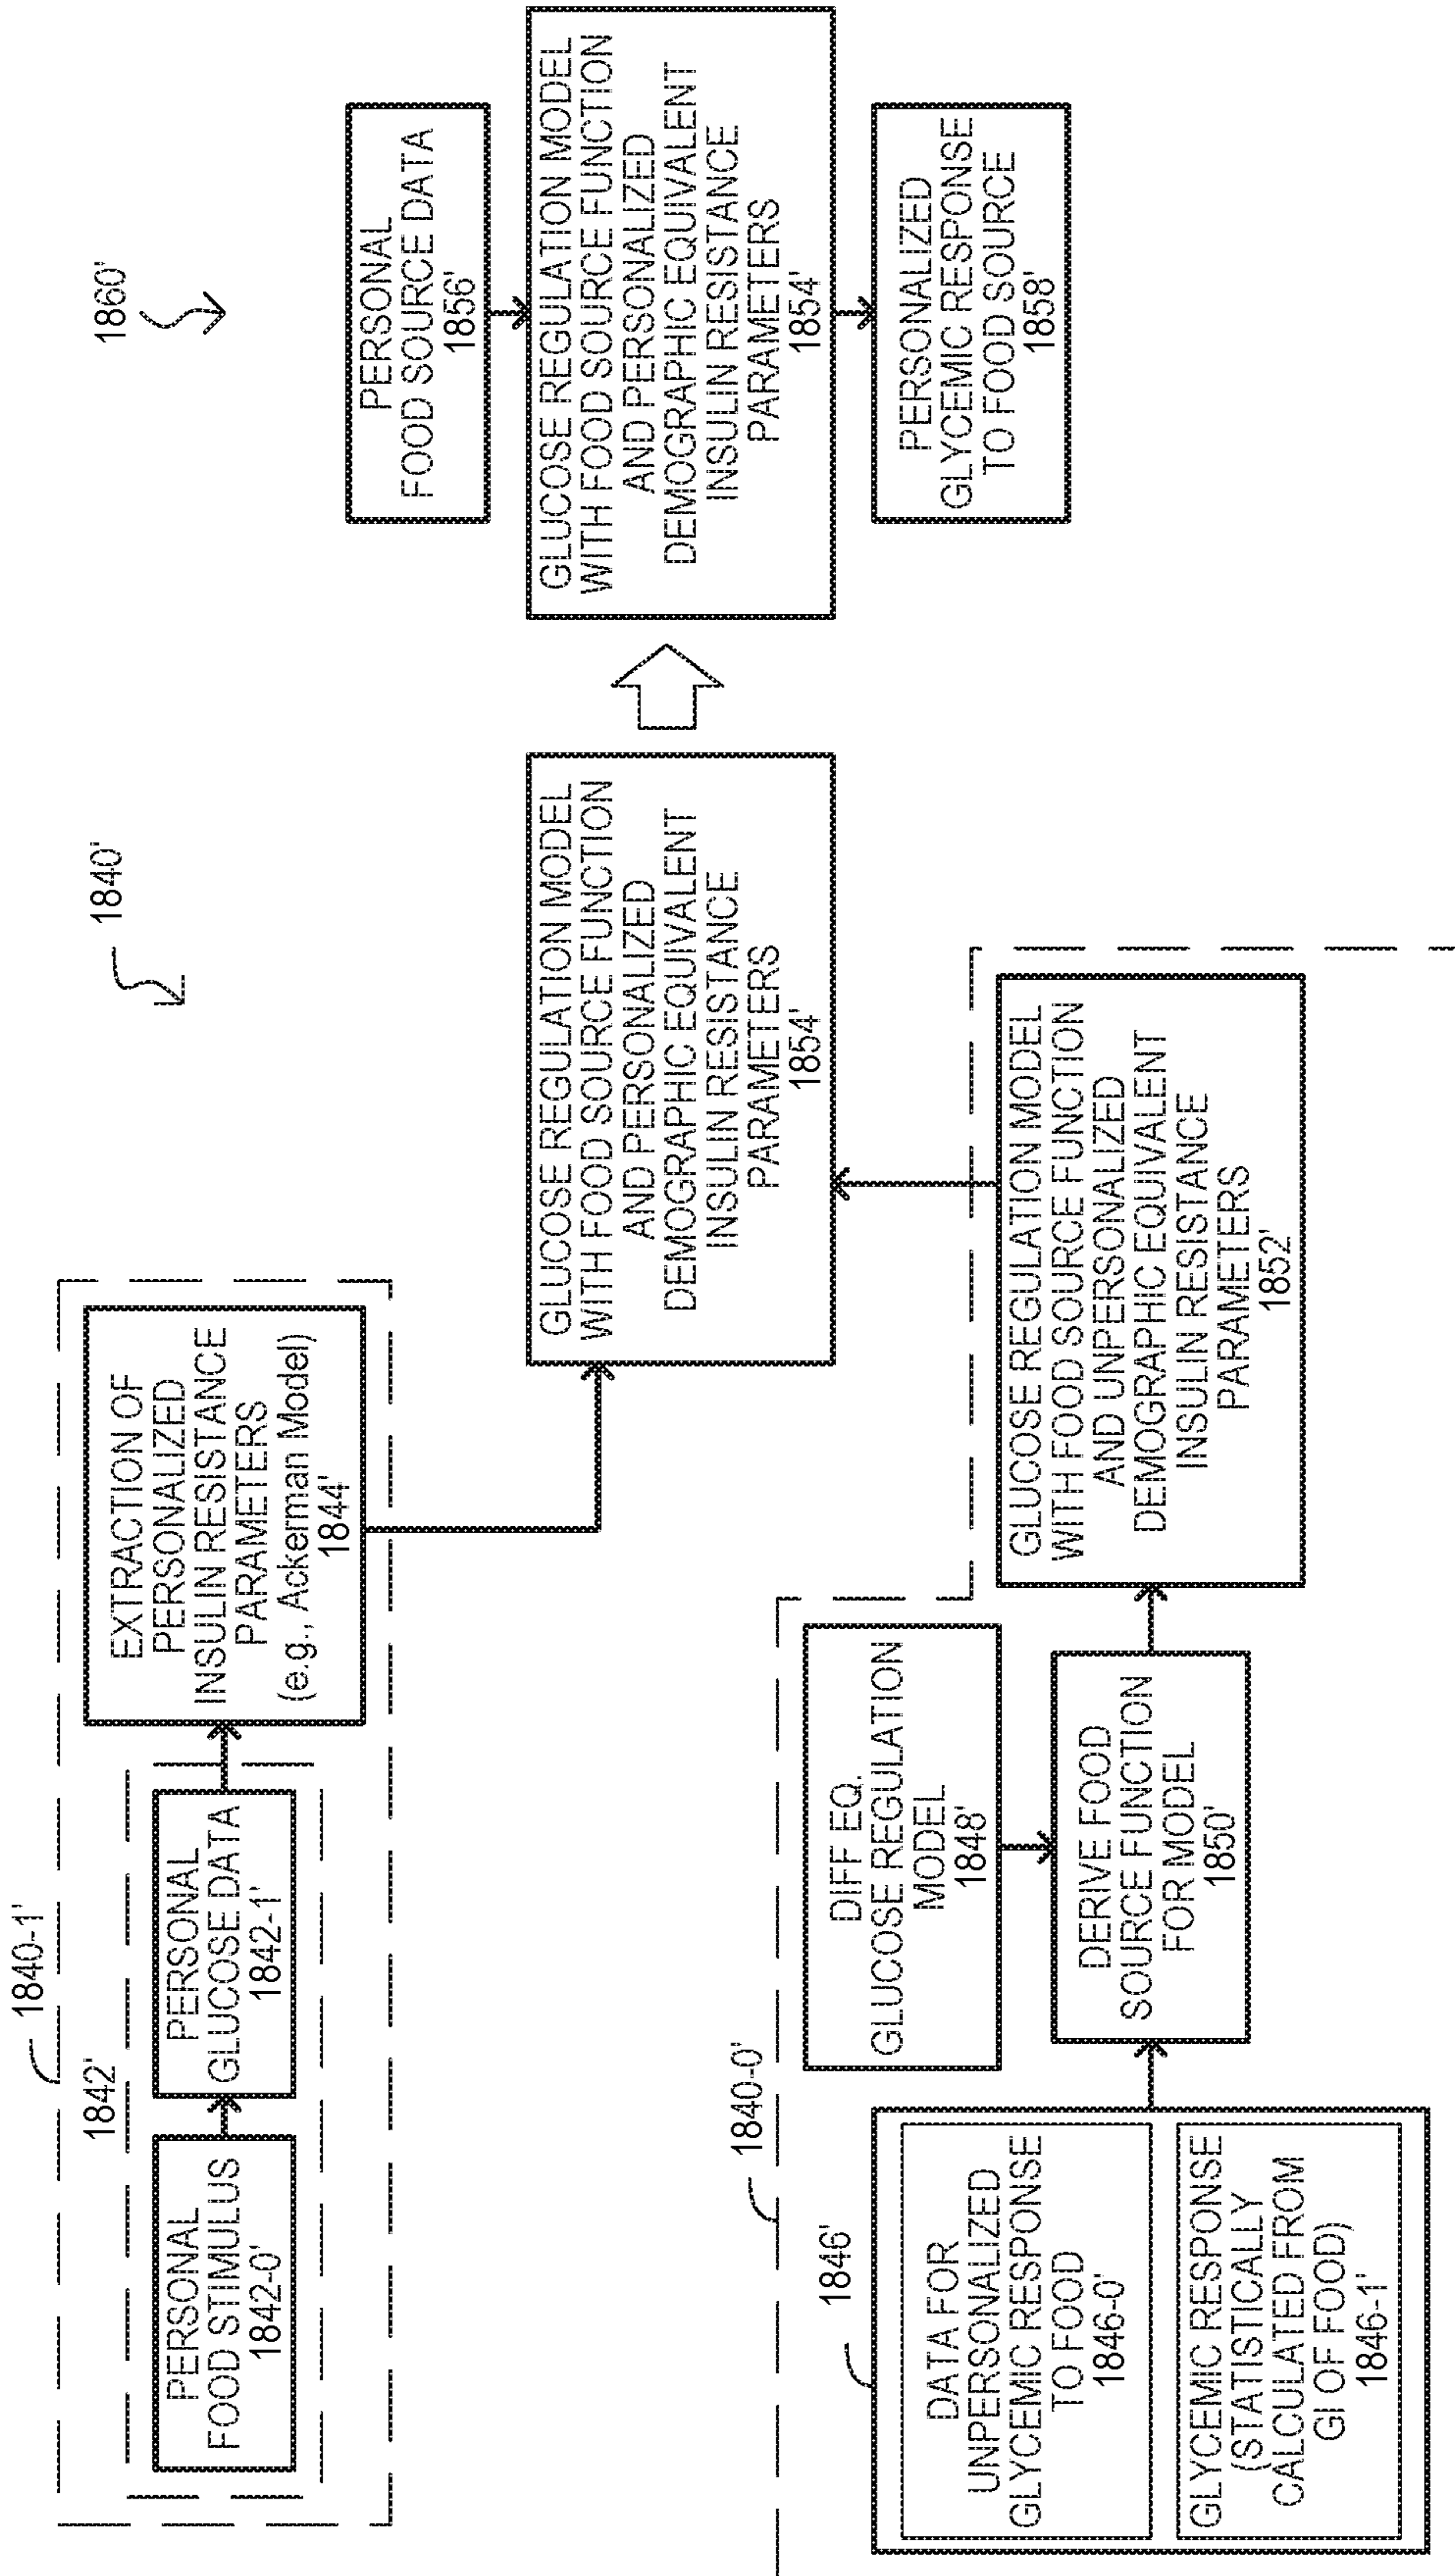 1840-1'
1842'
PERSONAL
FOOD STIMULUS
1842-0'
PERSONAL
GLUCOSE DATA
1842-1'
EXTRACTION OF
PERSONALIZED
INSULIN RESISTANCE
PARAMETERS
(e.g., Ackerman Model)
1844'
1840'
1840-0'
1846'
DATA FOR
UNPERSONALIZED
GLYCEMIC RESPONSE
TO FOOD
1846-0'
GLYCEMIC RESPONSE
(STATISTICALLY
CALCULATED FROM
GI OF FOOD)
1846-1'
DIFF EQ.
GLUCOSE REGULATION
MODEL
1848'
DERIVE FOOD
SOURCE FUNCTION
FOR MODEL
1850'
GLUCOSE REGULATION MODEL
WITH FOOD SOURCE FUNCTION
AND UNPERSONALIZED
DEMOGRAPHIC EQUIVALENT
INSULIN RESISTANCE
PARAMETERS
1852'
GLUCOSE REGULATION MODEL
WITH FOOD SOURCE FUNCTION
AND PERSONALIZED
DEMOGRAPHIC EQUIVALENT
INSULIN RESISTANCE
PARAMETERS
1854'
1860'
PERSONAL
FOOD SOURCE DATA
1856'
GLUCOSE REGULATION MODEL
WITH FOOD SOURCE FUNCTION
AND PERSONALIZED
DEMOGRAPHIC EQUIVALENT
INSULIN RESISTANCE
PARAMETERS
1854'
PERSONALIZED
GLYCEMIC RESPONSE
TO FOOD SOURCE
1858'